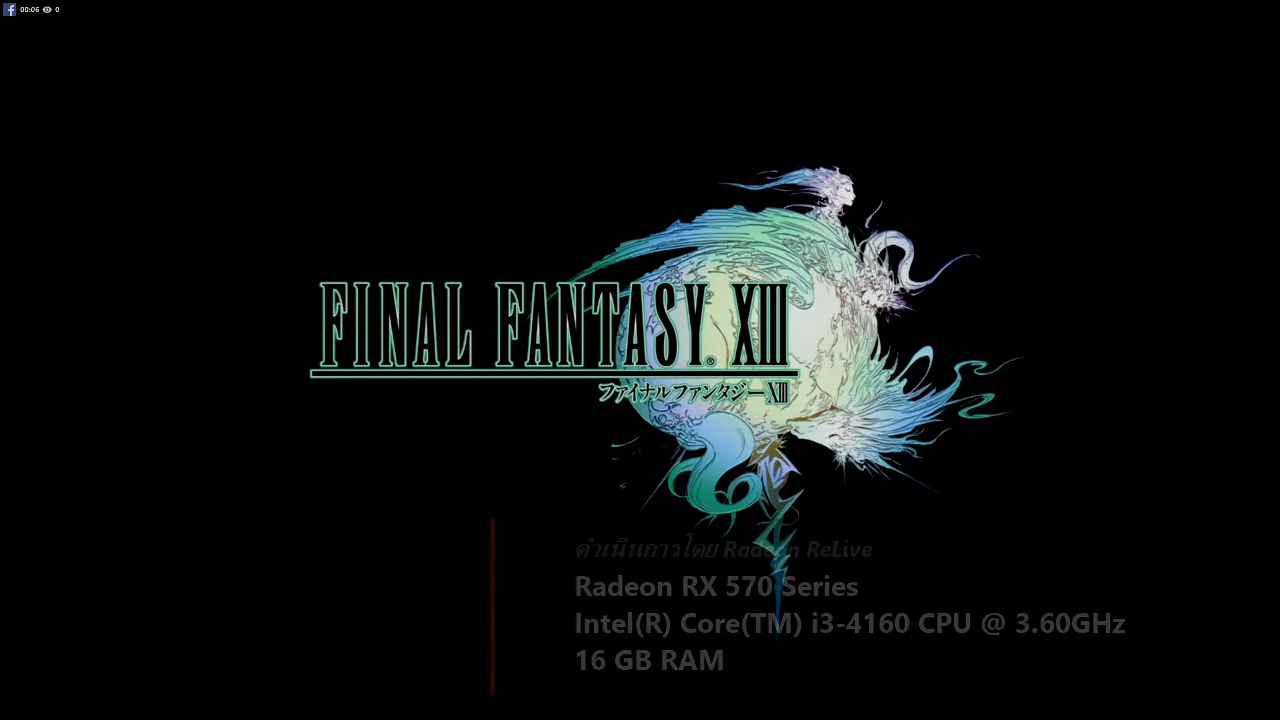 00:06 0
FINAL FANTASY® XIII
ファイナルファンタジーXIII
ดำเนินการโดย Radeon ReLive
Radeon RX 570 Series
Intel(R) Core(TM) i3-4160 CPU @ 3.60GHz
16 GB RAM